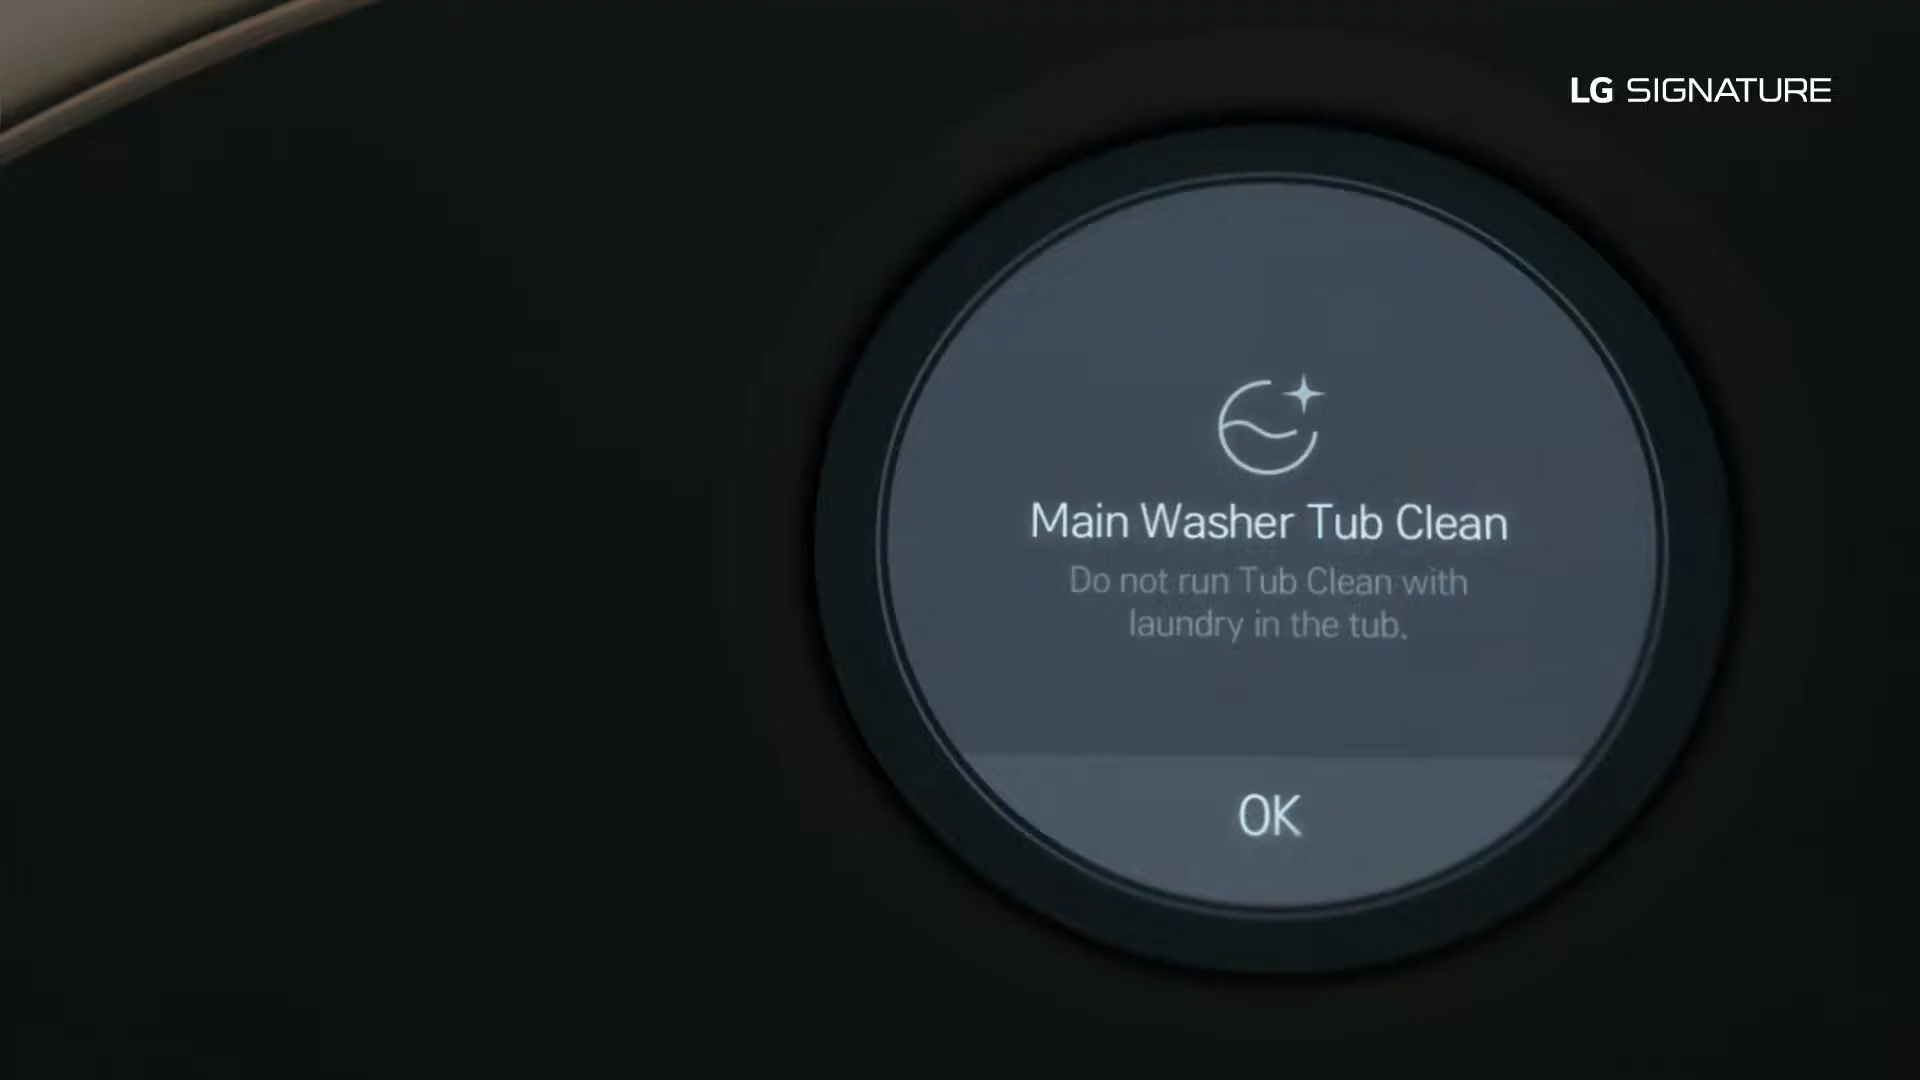 LG SIGNATURE
Main Washer Tub Clean
Do not run Tub Clean with
laundry in the tub.
OK